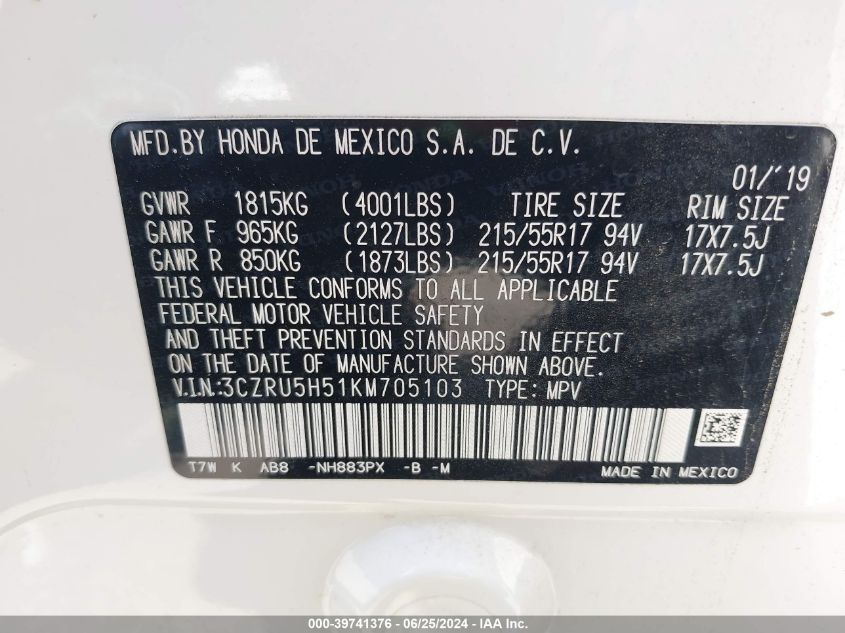 MFD.BY HONDA DE MEXICO S.A. DE C.V.
01/'19
GVWR 1815KG (4001LBS) TIRE SIZE RIM SIZE
GAWR F 965KG (2127LBS) 215/55R17 94V 17X7.5J
GAWR R 850KG (1873LBS) 215/55R17 94V 17X7.5J
THIS VEHICLE CONFORMS TO ALL APPLICABLE
FEDERAL MOTOR VEHICLE SAFETY
AND THEFT PREVENTION STANDARDS IN EFFECT
ON THE DATE OF MANUFACTURE SHOWN ABOVE.
V.I.N.:3CZRU5H51KM705103 TYPE: MPV
T7W K AB8 -NH883PX -B -M MADE IN MEXICO
000-39741376 - 06/25/2024 - IAA Inc.